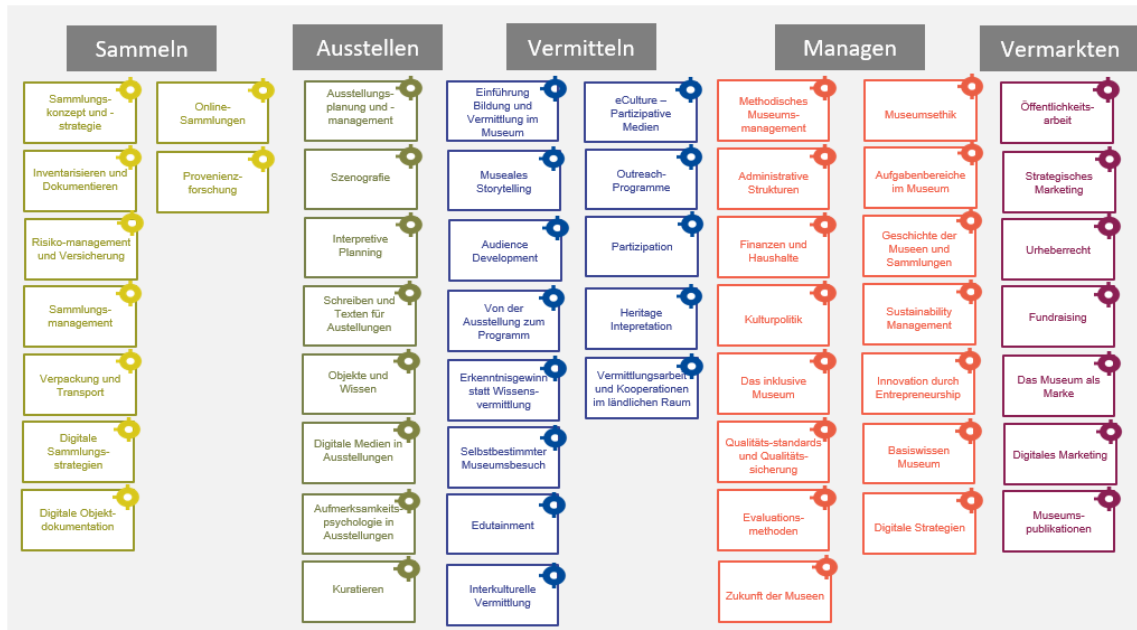 Sammeln
Sammlungs-
konzept und -
strategie
Online-
Sammlungen
Inventarisieren und
Dokumentieren
Provenienz-
forschung
Risiko-management
und Versicherung
Sammlungs-
management
Verpackung und
Transport
Digitale
Sammlungs-
strategien
Digitale Objekt-
dokumentation
Ausstellen
Ausstellungs-
planung und -
management
Szenografie
Interpretive
Planning
Schreiben und
Texten für
Austellungen
Objekte und
Wissen
Digitale Medien in
Ausstellungen
Aufmerksamkeits-
psychologie in
Ausstellungen
Kuratieren
Vermitteln
Einführung
Bildung und
Vermittlung im
Museum
eCulture –
Partizipative
Medien
Museales
Storytelling
Outreach-
Programme
Audience
Development
Partizipation
Von der
Ausstellung zum
Programm
Heritage
Intepretation
Erkenntnisgewinn
statt Wissens-
vermittlung
Vermittlungsarbeit
und Kooperationen
im ländlichen Raum
Selbstbestimmter
Museumsbesuch
Edutainment
Interkulturelle
Vermittlung
Managen
Methodisches
Museums-
management
Museumsethik
Administrative
Strukturen
Aufgabenbereiche
im Museum
Finanzen und
Haushalte
Geschichte der
Museen und
Sammlungen
Kulturpolitik
Sustainability
Management
Das inklusive
Museum
Innovation durch
Entrepreneurship
Qualitäts-standards
und Qualitäts-
sicherung
Basiswissen
Museum
Evaluations-
methoden
Digitale Strategien
Zukunft der Museen
Vermarkten
Öffentlichkeits-
arbeit
Strategisches
Marketing
Urheberrecht
Fundraising
Das Museum als
Marke
Digitales Marketing
Museums-
publikationen